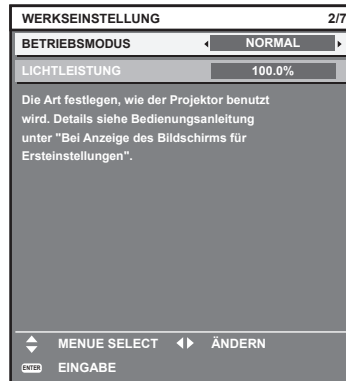 WERKSEINSTELLUNG 2/7
BETRIEBSMODUS NORMAL
LICHTLEISTUNG 100.0%
Die Art festlegen, wie der Projektor benutzt
wird. Details siehe Bedienungsanleitung
unter "Bei Anzeige des Bildschirms für
Ersteinstellungen".
MENUE SELECT ÄNDERN
ENTER EINGABE